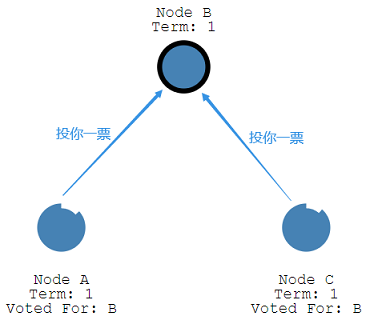 Node B
Term: 1
投你一票
投你一票
Node A
Term: 1
Voted For: B
Node C
Term: 1
Voted For: B